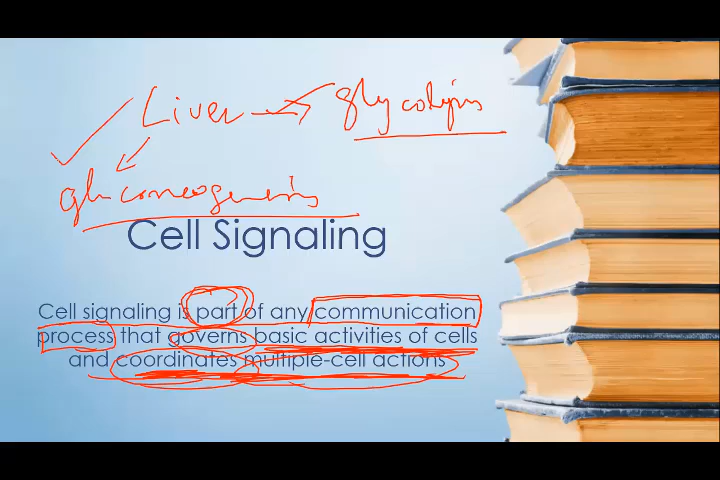 Liver → glycolysis
gluconeogenesis
Cell Signaling
Cell signaling is part of any communication
process that governs basic activities of cells
and coordinates multiple-cell actions